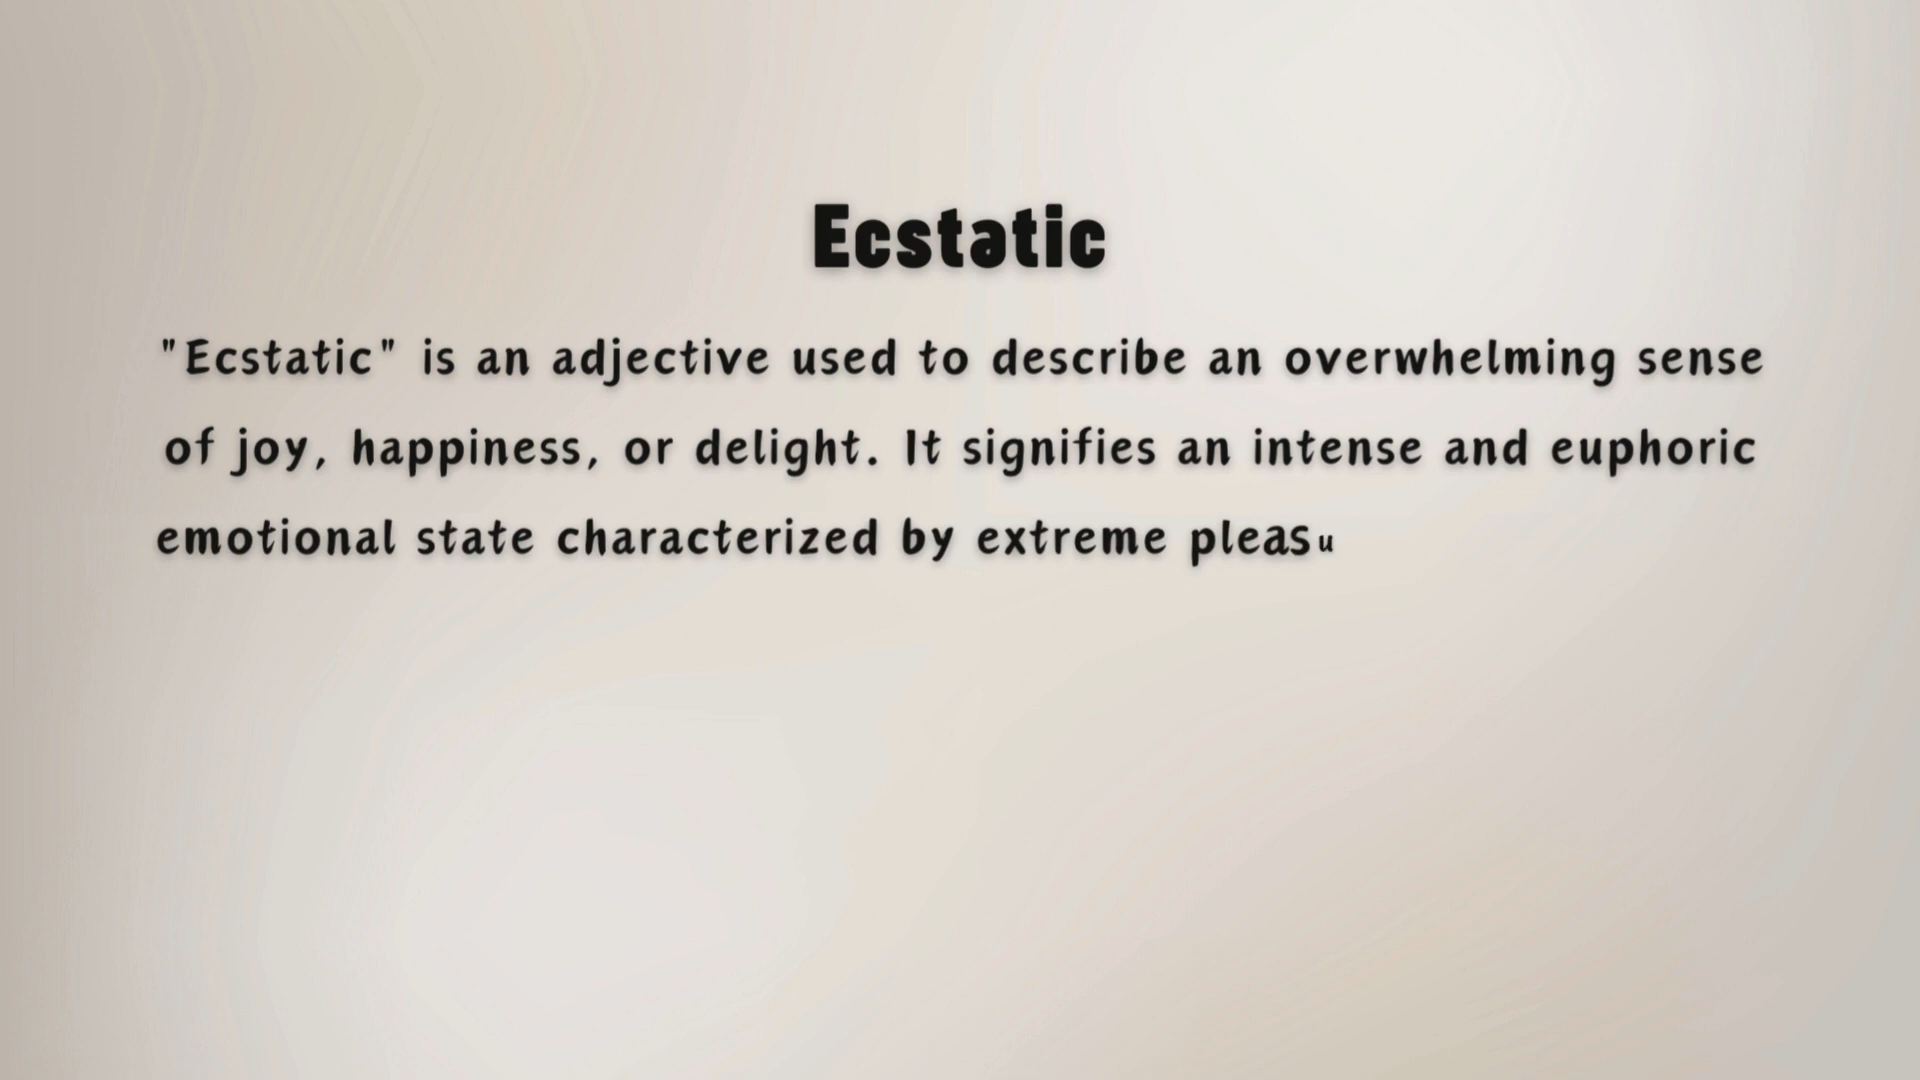 Ecstatic
"Ecstatic" is an adjective used to describe an overwhelming sense
of joy, happiness, or delight. It signifies an intense and euphoric
emotional state characterized by extreme pleasu